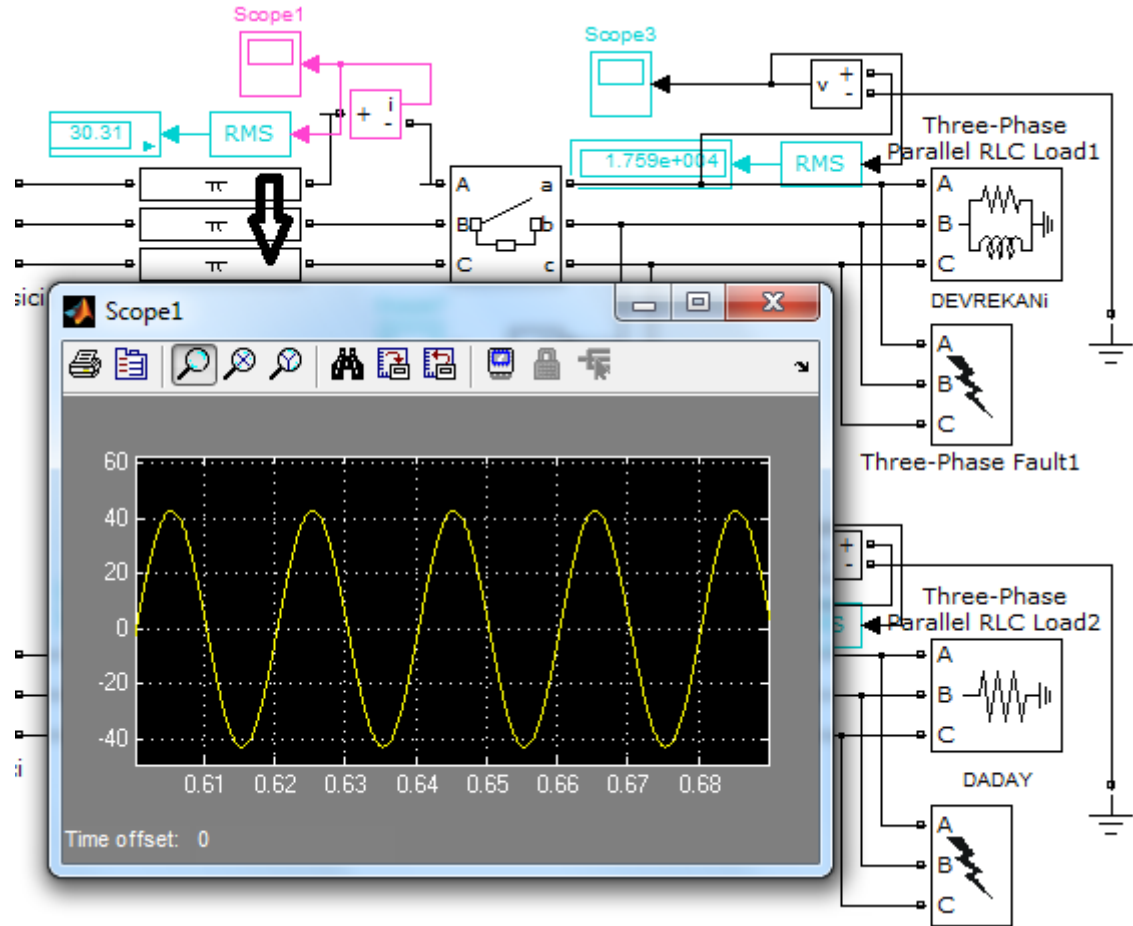 Scope1
Scope3
i
+
-
v
+
-
30.31
RMS
Three-Phase
Parallel RLC Load1
1.759e+004
RMS
π
π
π
A
B
C
a
b
c
A
B
C
DEVREKANi
sici
Scope1
A
B
C
Three-Phase Fault1
60
40
20
0
-20
-40
0.61
0.62
0.63
0.64
0.65
0.66
0.67
0.68
Time offset: 0
+
-
S
Three-Phase
Parallel RLC Load2
A
B
C
DADAY
A
B
C